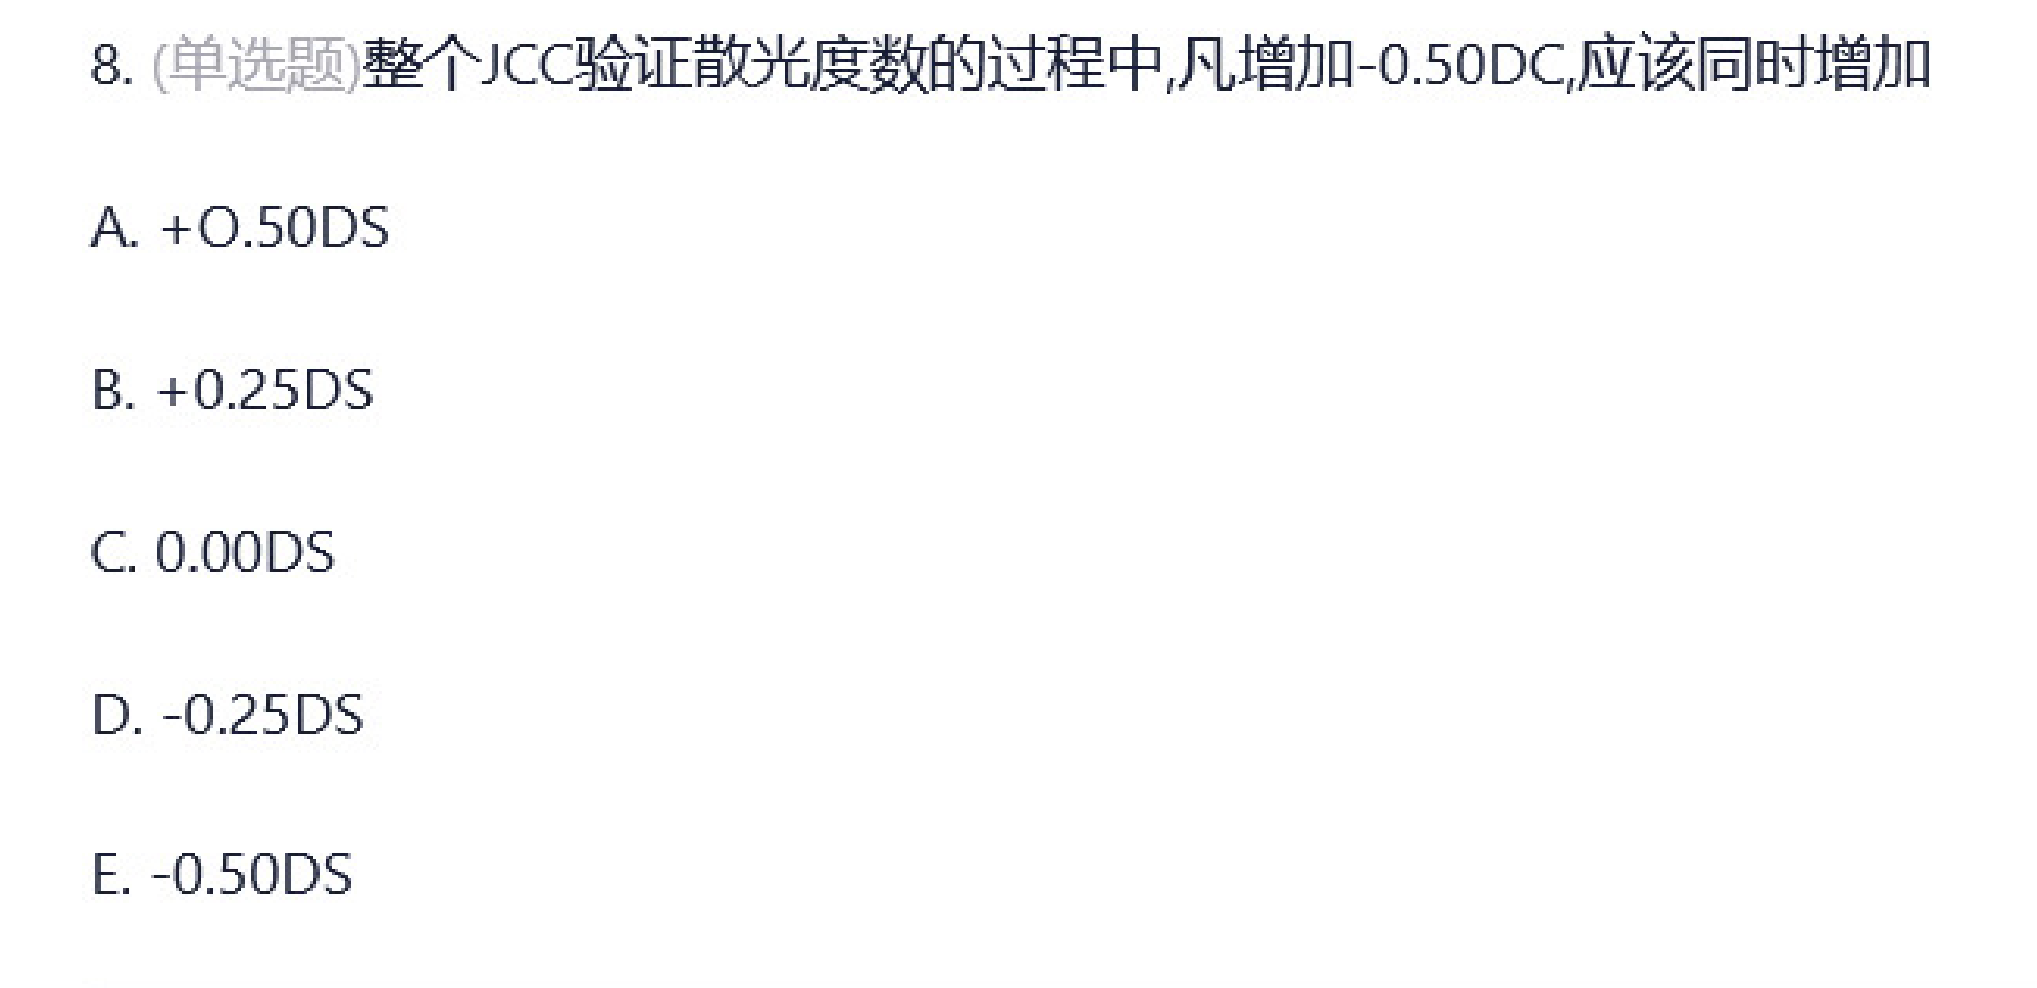 8. (单选题)整个JCC验证散光度数的过程中,凡增加-0.50DC,应该同时增加
A. +O.50DS
B. +0.25DS
C. 0.00DS
D. -0.25DS
E. -0.50DS